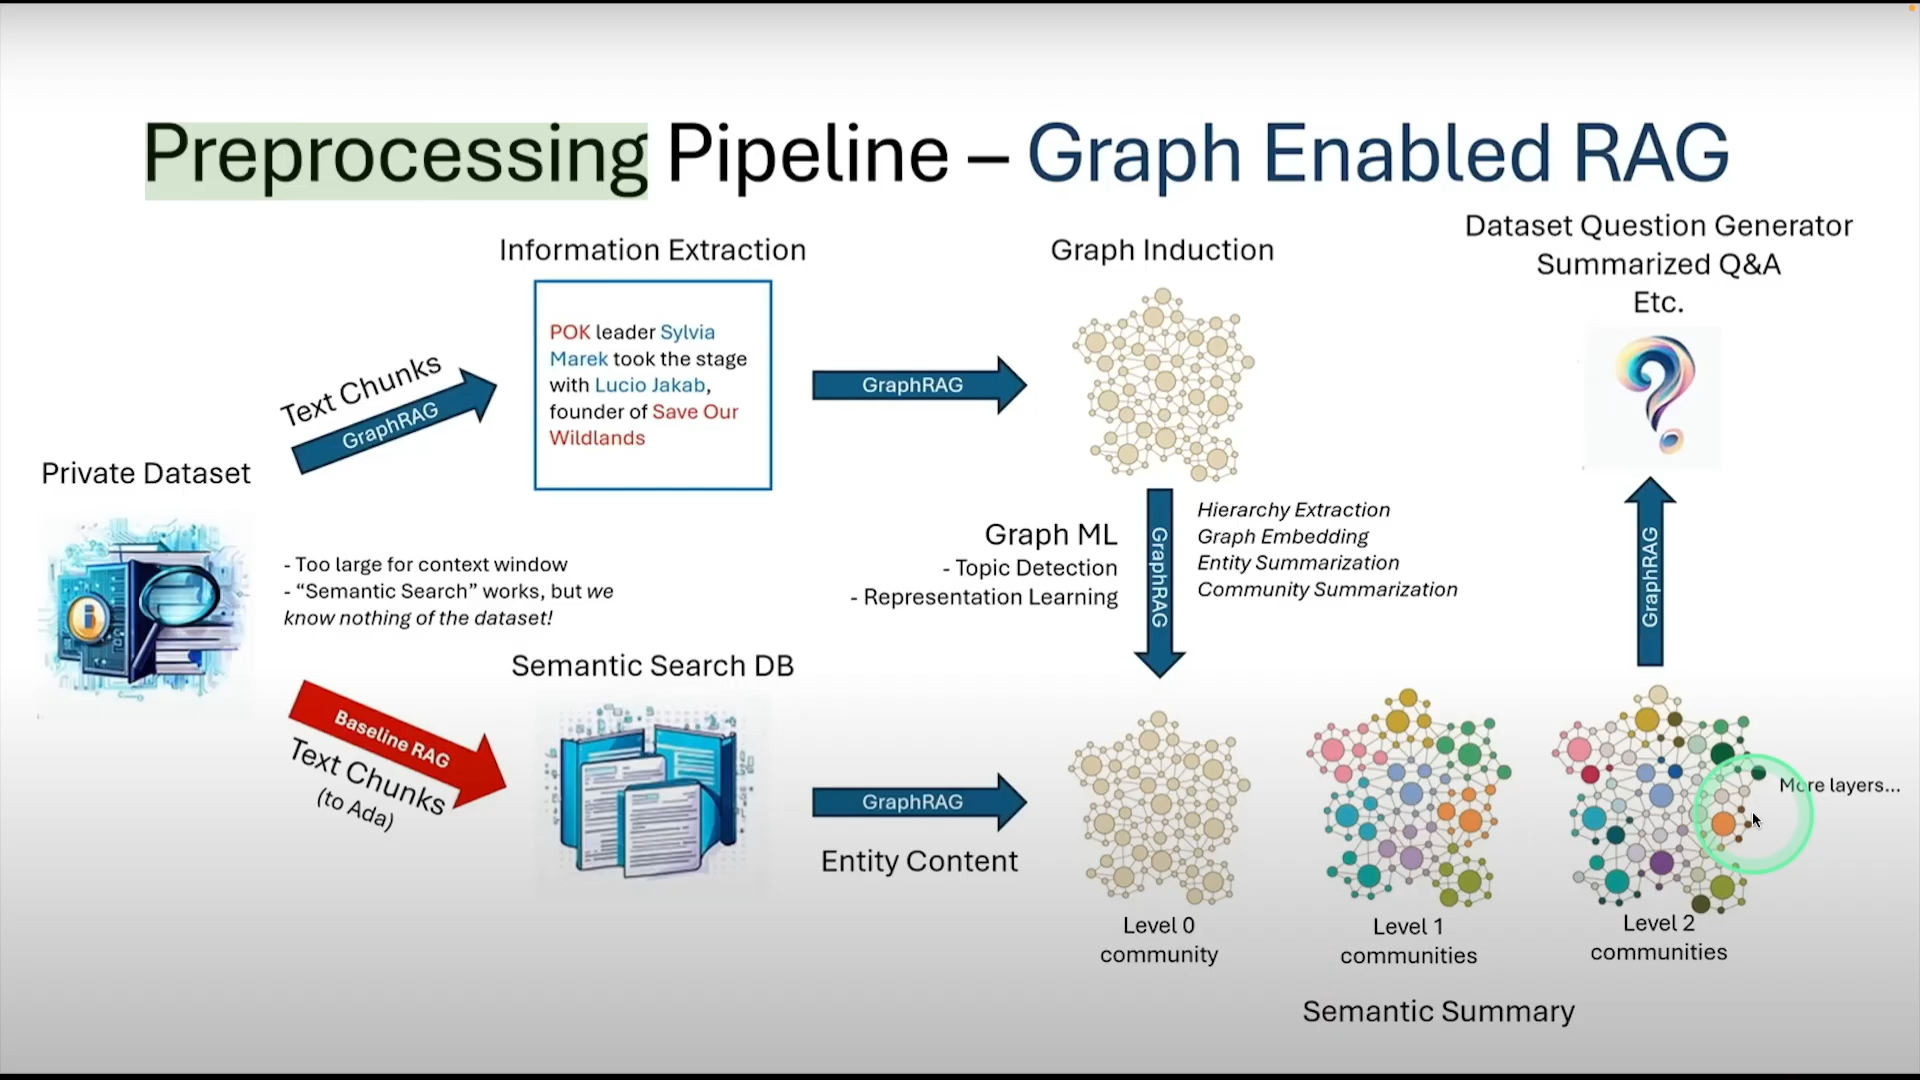 Preprocessing Pipeline – Graph Enabled RAG
Dataset Question Generator
Summarized Q&A
Etc.
Information Extraction
Graph Induction
POK leader Sylvia
Marek took the stage
with Lucio Jakab,
founder of Save Our
Wildlands
Text Chunks
GraphRAG
GraphRAG
Private Dataset
- Too large for context window
- “Semantic Search” works, but we
know nothing of the dataset!
Graph ML
- Topic Detection
- Representation Learning
GraphRAG
Hierarchy Extraction
Graph Embedding
Entity Summarization
Community Summarization
GraphRAG
Baseline RAG
Text Chunks
(to Ada)
Semantic Search DB
GraphRAG
Entity Content
More layers...
Level 0
community
Level 1
communities
Level 2
communities
Semantic Summary